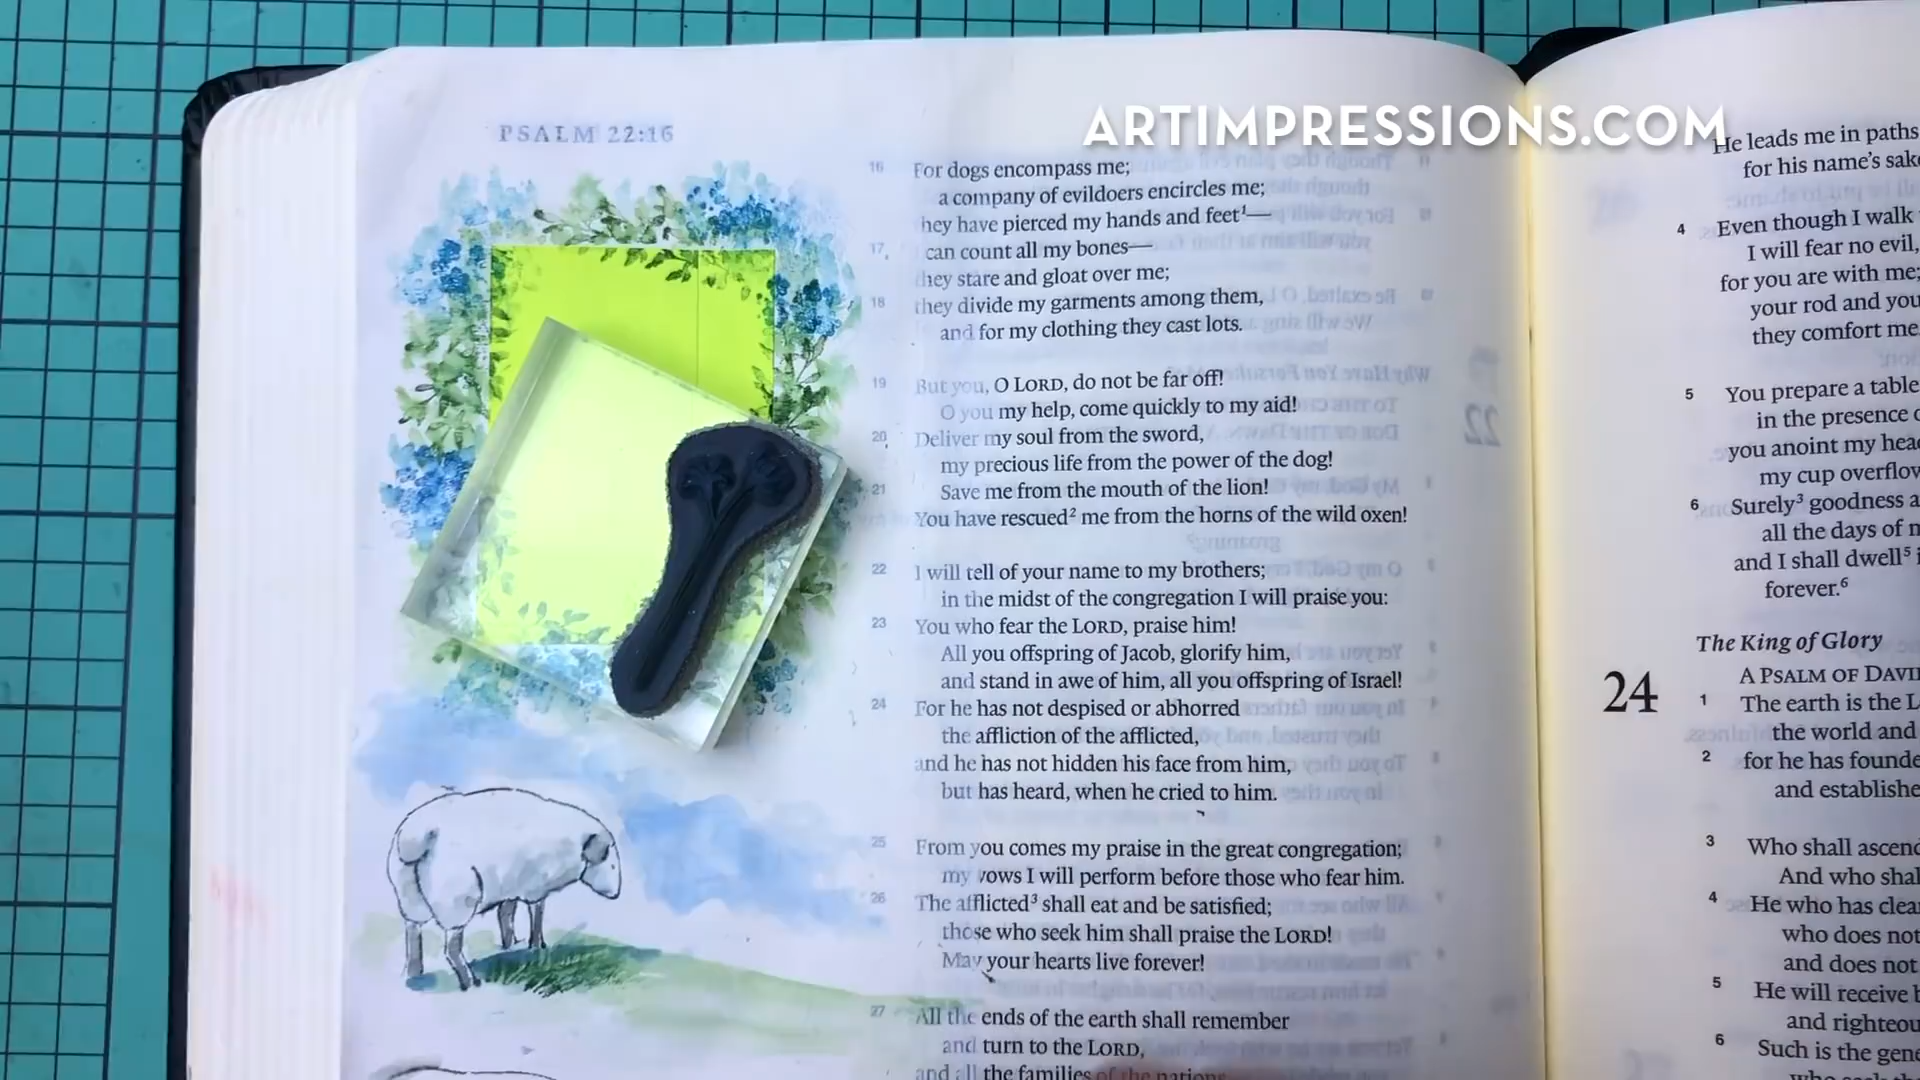 ARTIMPRESSIONS.COM
PSALM 22:16
16 For dogs encompass me;
a company of evildoers encircles me;
hey have pierced my hands and feet¹—
17 can count all my bones—
they stare and gloat over me;
18 they divide my garments among them,
and for my clothing they cast lots.
19 But you, O LORD, do not be far off!
O you my help, come quickly to my aid!
20 Deliver my soul from the sword,
my precious life from the power of the dog!
21 Save me from the mouth of the lion!
You have rescued² me from the horns of the wild oxen!
22 I will tell of your name to my brothers;
in the midst of the congregation I will praise you:
23 You who fear the LORD, praise him!
All you offspring of Jacob, glorify him,
and stand in awe of him, all you offspring of Israel!
24 For he has not despised or abhorred
the affliction of the afflicted,
and he has not hidden his face from him,
but has heard, when he cried to him.
25 From you comes my praise in the great congregation;
my vows I will perform before those who fear him.
26 The afflicted³ shall eat and be satisfied;
those who seek him shall praise the LORD!
May your hearts live forever!
27 All the ends of the earth shall remember
and turn to the LORD,
and all the families of the nations
He leads me in paths
for his name's sake
4 Even though I walk
I will fear no evil,
for you are with me;
your rod and you
they comfort me
5 You prepare a table
in the presence
you anoint my head
my cup overflow
6 Surely³ goodness a
all the days of m
and I shall dwell⁵ i
forever.⁶
The King of Glory
24 A PSALM OF DAVID
1 The earth is the L
the world and
2 for he has founde
and establishe
3 Who shall ascend
And who shal
4 He who has clean
who does not
and does not
5 He will receive b
and righteou
6 Such is the gene
who seek the